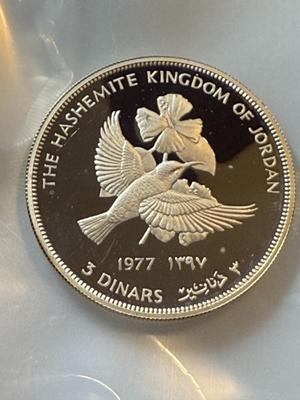 THE HASHEMITE KINGDOM OF JORDAN
1977 ١٣٩٧
3 DINARS ٣ دنانير